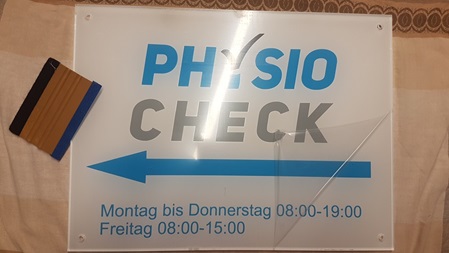 PHYSIO
CHECK
Montag bis Donnerstag 08:00-19:00
Freitag 08:00-15:00